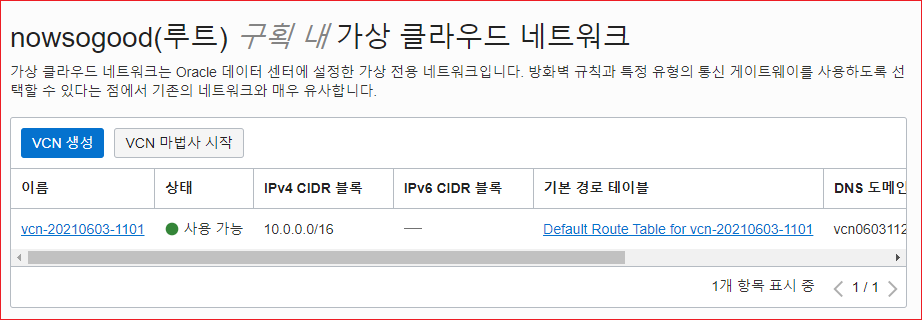 nowsogood(루트) 구획 내 가상 클라우드 네트워크
가상 클라우드 네트워크는 Oracle 데이터 센터에 설정한 가상 전용 네트워크입니다. 방화벽 규칙과 특정 유형의 통신 게이트웨이를 사용하도록 선
택할 수 있다는 점에서 기존의 네트워크와 매우 유사합니다.
VCN 생성 VCN 마법사 시작
이름 상태 IPv4 CIDR 블록 IPv6 CIDR 블록 기본 경로 테이블 DNS 도메인
vcn-20210603-1101 사용 가능 10.0.0.0/16 — Default Route Table for vcn-20210603-1101 vcn0603112
1개 항목 표시 중 1 / 1